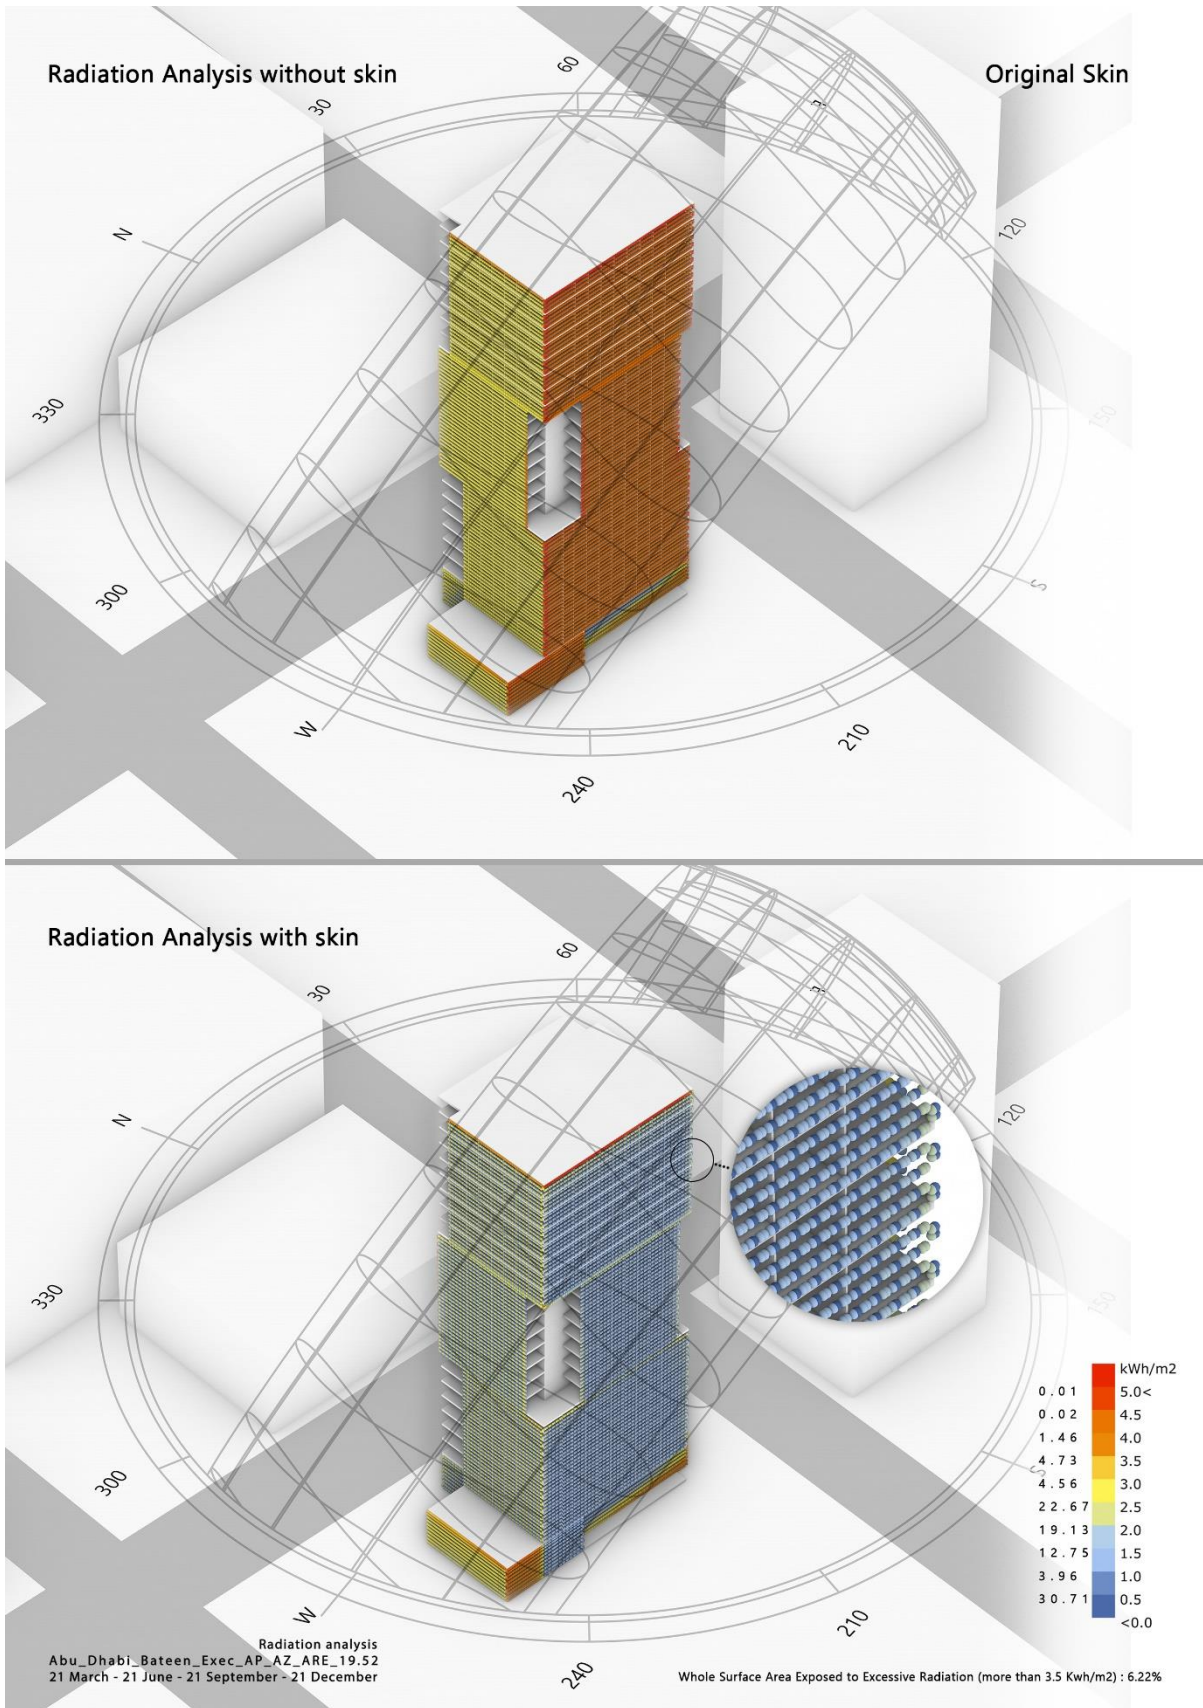 Radiation Analysis without skin
Original Skin
60
30
N
120
330
150
300
S
W
210
240
Radiation Analysis with skin
60
30
N
120
330
150
300
S
W
210
240
kWh/m2
0.01 5.0<
0.02 4.5
1.46 4.0
4.73 3.5
4.56 3.0
22.67 2.5
19.13 2.0
12.75 1.5
3.96 1.0
30.71 0.5
<0.0
Radiation analysis
Abu_Dhabi_Bateen_Exec_AP_AZ_ARE_19.52
21 March - 21 June - 21 September - 21 December
Whole Surface Area Exposed to Excessive Radiation (more than 3.5 Kwh/m2) : 6.22%